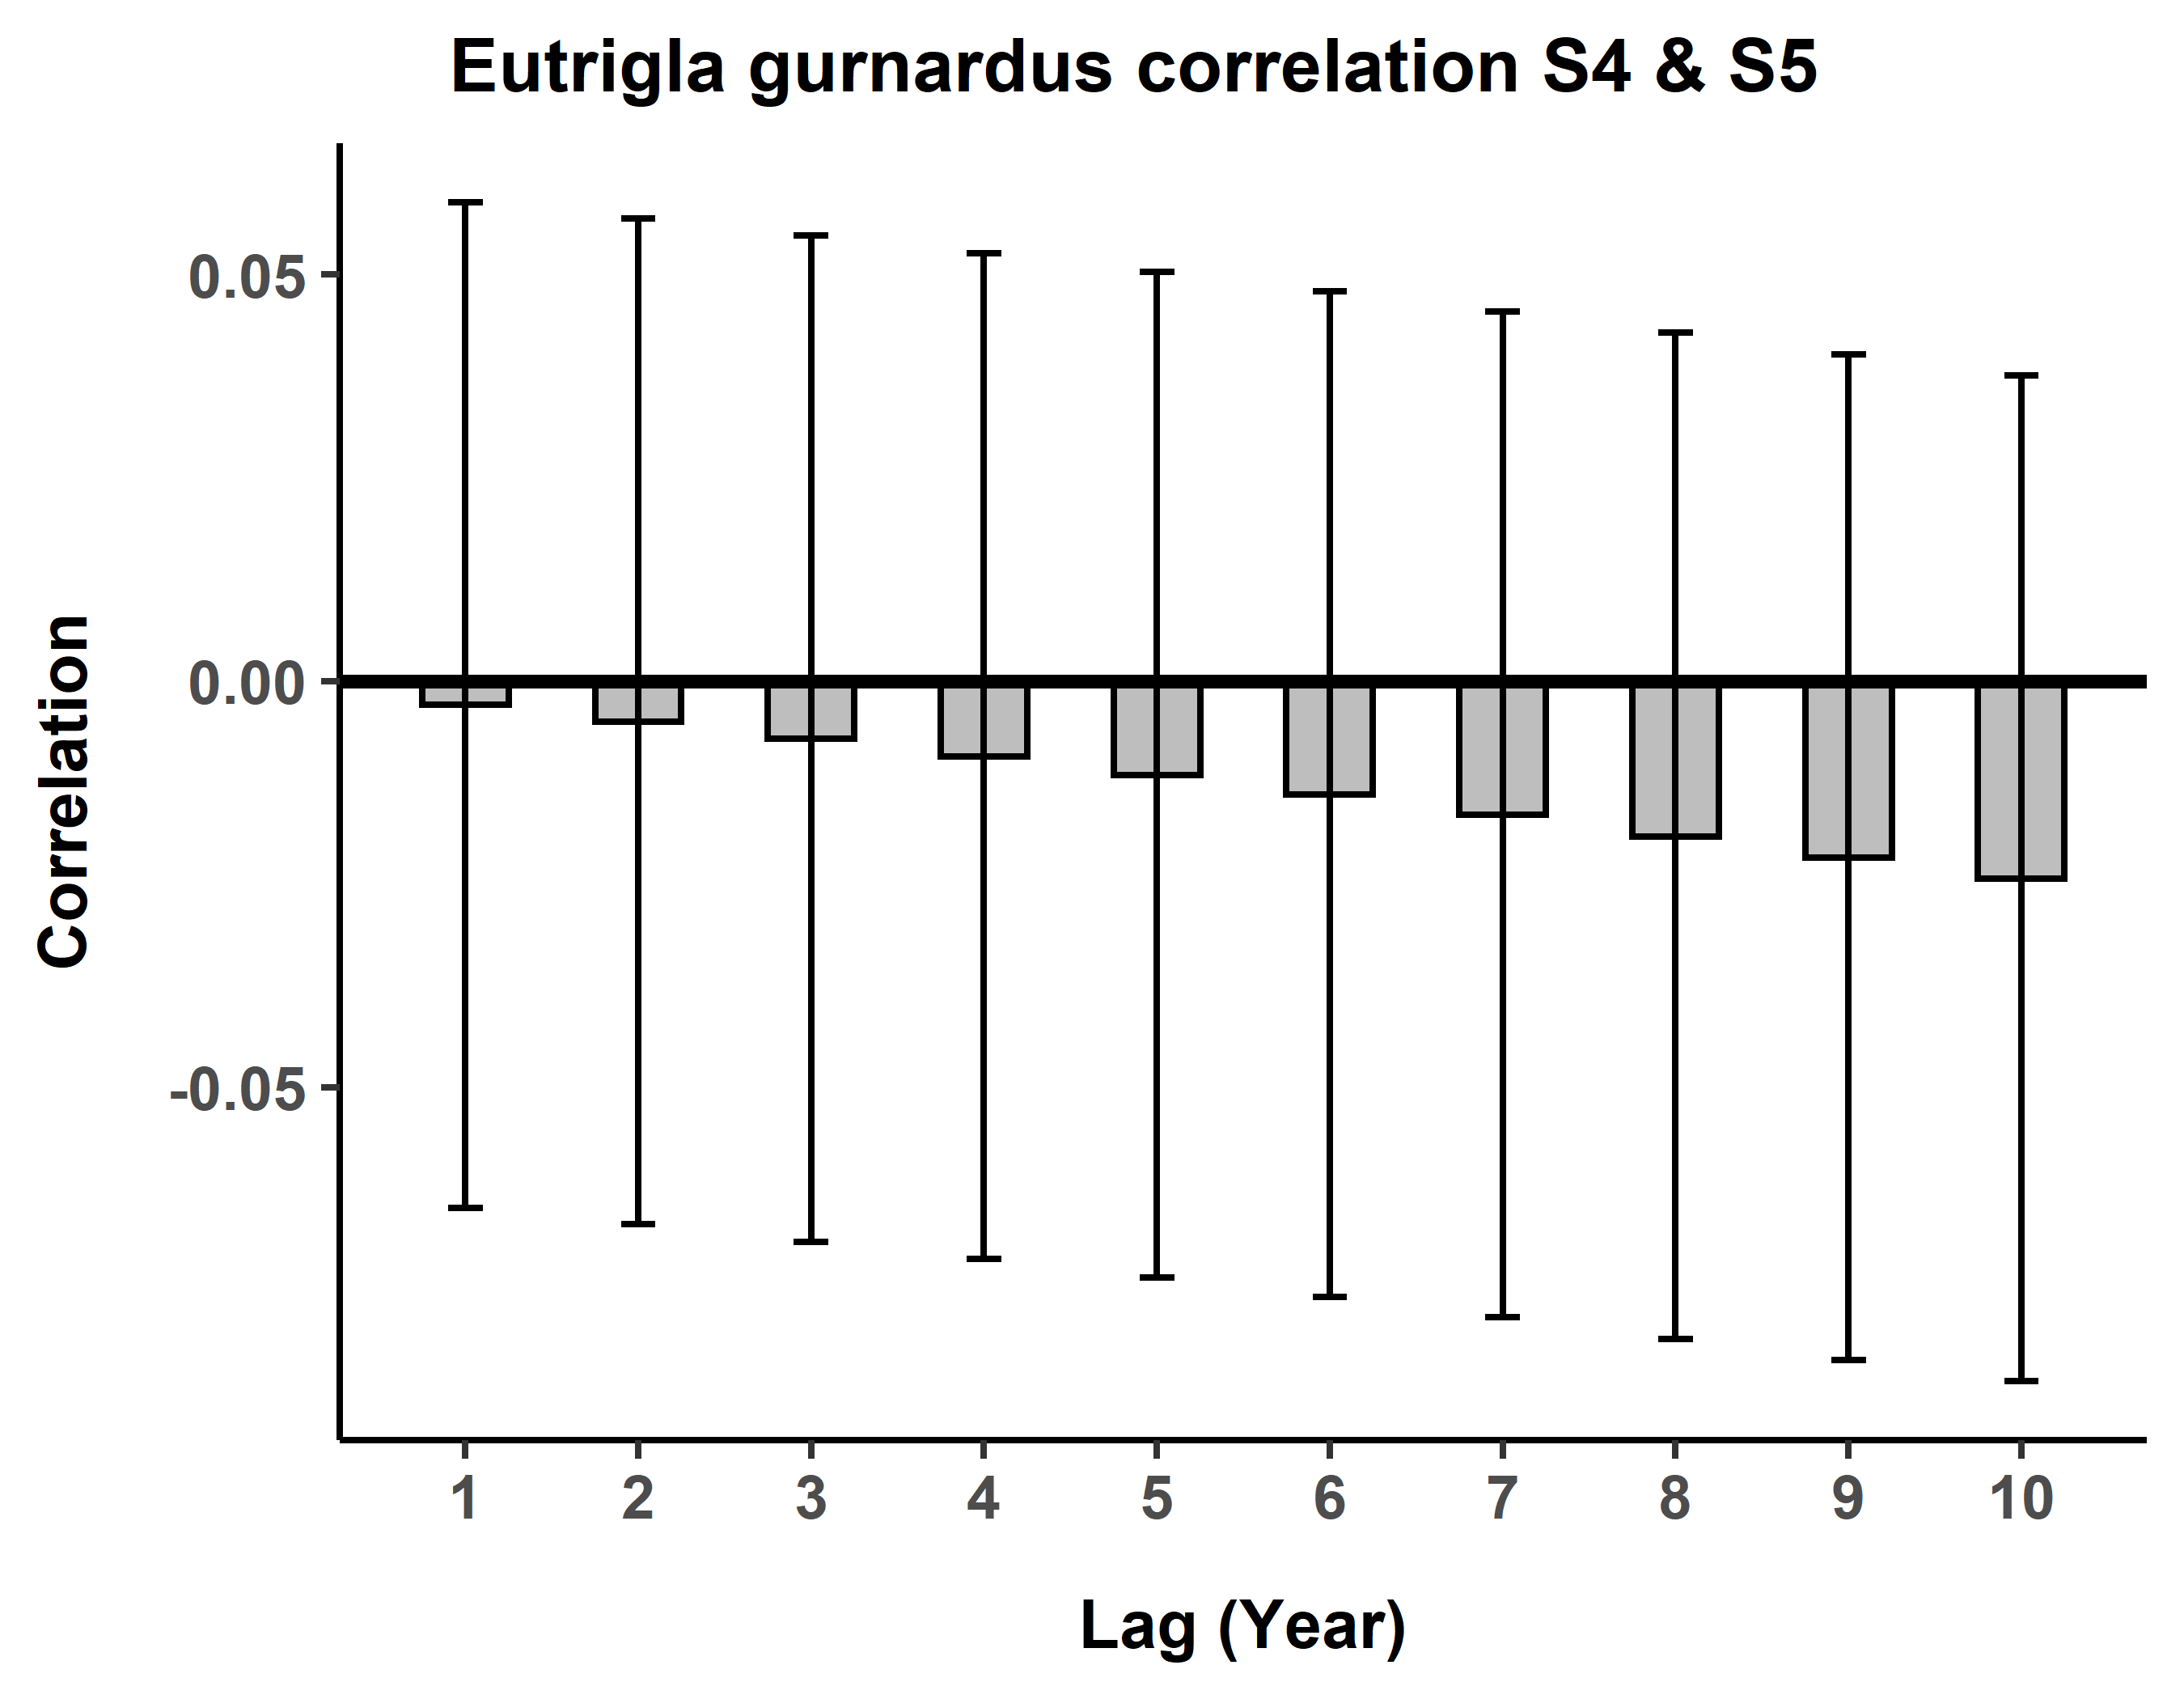 Eutrigla gurnardus correlation S4 & S5
0.05
0.00
-0.05
Correlation
1 2 3 4 5 6 7 8 9 10
Lag (Year)